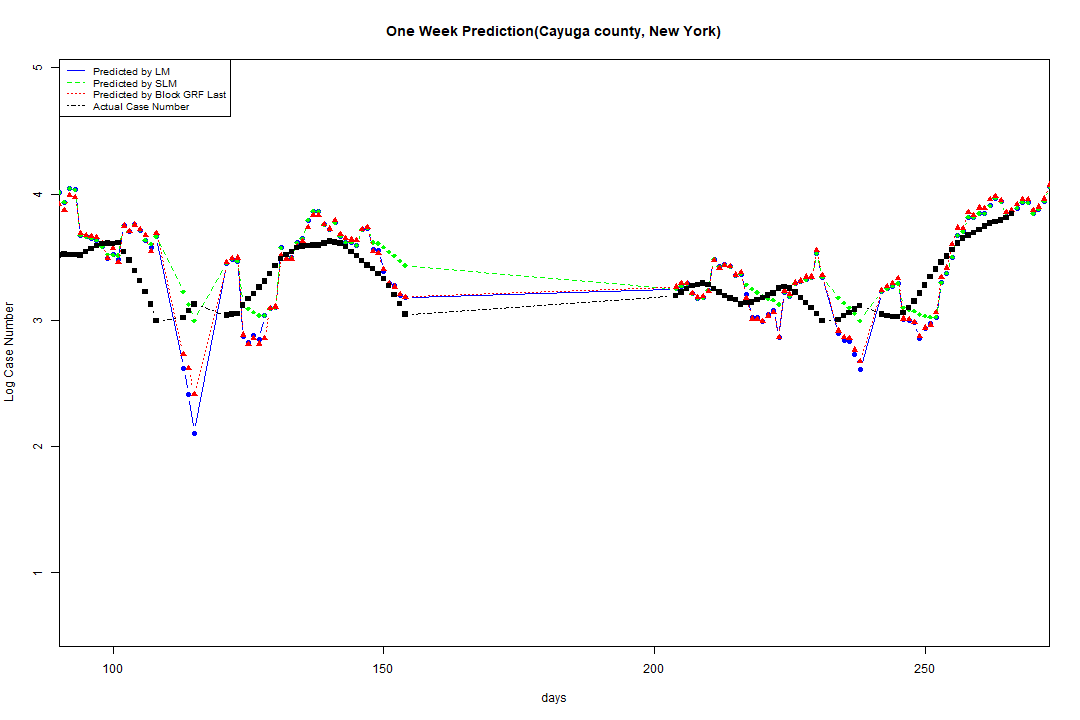 One Week Prediction(Cayuga county, New York)
Predicted by LM
Predicted by SLM
Predicted by Block GRF Last
Actual Case Number
5
4
3
2
1
Log Case Number
100
150
200
250
days